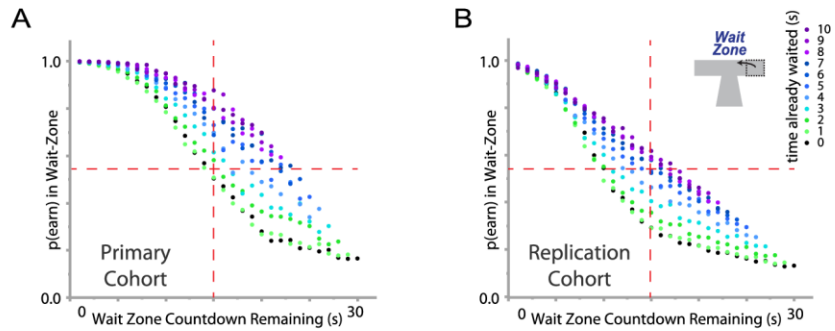 A
p(earn) in Wait-Zone
1.0
0.0
Primary
Cohort
0
30
Wait Zone Countdown Remaining (s)
B
p(earn) in Wait-Zone
1.0
0.0
Replication
Cohort
0
30
Wait Zone Countdown Remaining (s)
Wait
Zone
time already waited (s)
10
9
8
7
6
5
4
3
2
1
0